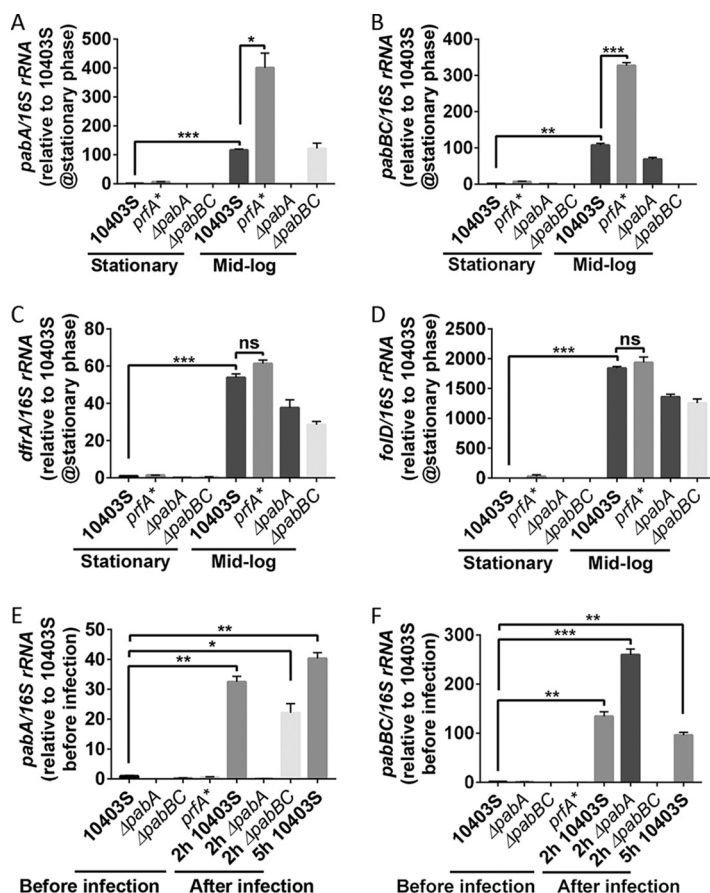 A
pabA/16S rRNA
(relative to 10403S
@stationary phase)
500
400
300
200
100
0
***
*
10403S
prfA*
ΔpabA
ΔpabBC
10403S
prfA*
ΔpabA
ΔpabBC
Stationary
Mid-log
B
pabBC/16S rRNA
(relative to 10403S
@stationary phase)
400
300
200
100
0
**
***
10403S
prfA*
ΔpabA
ΔpabBC
10403S
prfA*
ΔpabA
ΔpabBC
Stationary
Mid-log
C
dfrA/16S rRNA
(relative to 10403S
@stationary phase)
80
60
40
20
0
***
ns
10403S
prfA*
ΔpabA
ΔpabBC
10403S
prfA*
ΔpabA
ΔpabBC
Stationary
Mid-log
D
folD/16S rRNA
(relative to 10403S
@stationary phase)
2500
2000
1500
1000
500
0
***
ns
10403S
prfA*
ΔpabA
ΔpabBC
10403S
prfA*
ΔpabA
ΔpabBC
Stationary
Mid-log
E
pabA/16S rRNA
(relative to 10403S
before infection)
50
40
30
20
10
0
**
*
**
10403S
ΔpabA
ΔpabBC
prfA*
2h 10403S
2h ΔpabA
2h ΔpabBC
5h 10403S
Before infection
After infection
F
pabBC/16S rRNA
(relative to 10403S
before infection)
300
200
100
0
**
***
**
10403S
ΔpabA
ΔpabBC
prfA*
2h 10403S
2h ΔpabA
2h ΔpabBC
5h 10403S
Before infection
After infection